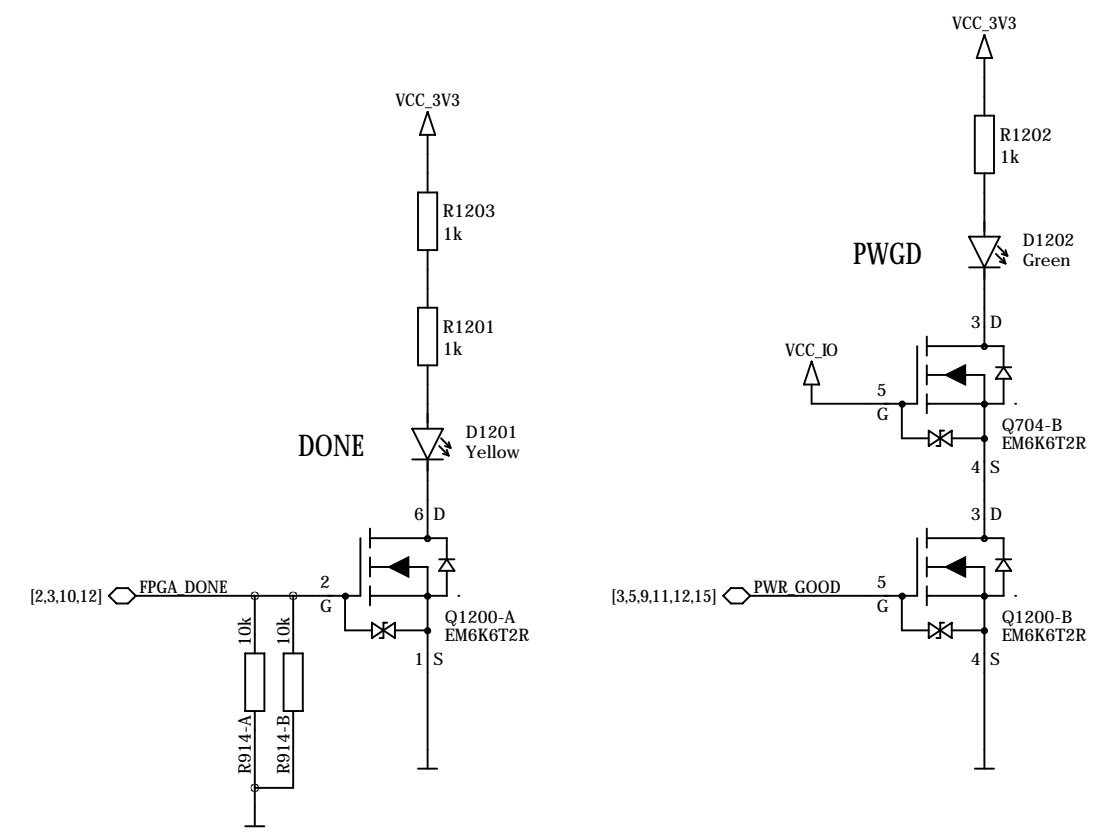 VCC_3V3
R1203
1k
R1201
1k
DONE
D1201
Yellow
6 D
[2,3,10,12]
FPGA_DONE
2
G
Q1200-A
EM6K6T2R
1 S
10k
10k
R914-A
R914-B
VCC_3V3
R1202
1k
PWGD
D1202
Green
3 D
VCC_IO
5
G
Q704-B
EM6K6T2R
4 S
3 D
[3,5,9,11,12,15]
PWR_GOOD
5
G
Q1200-B
EM6K6T2R
4 S